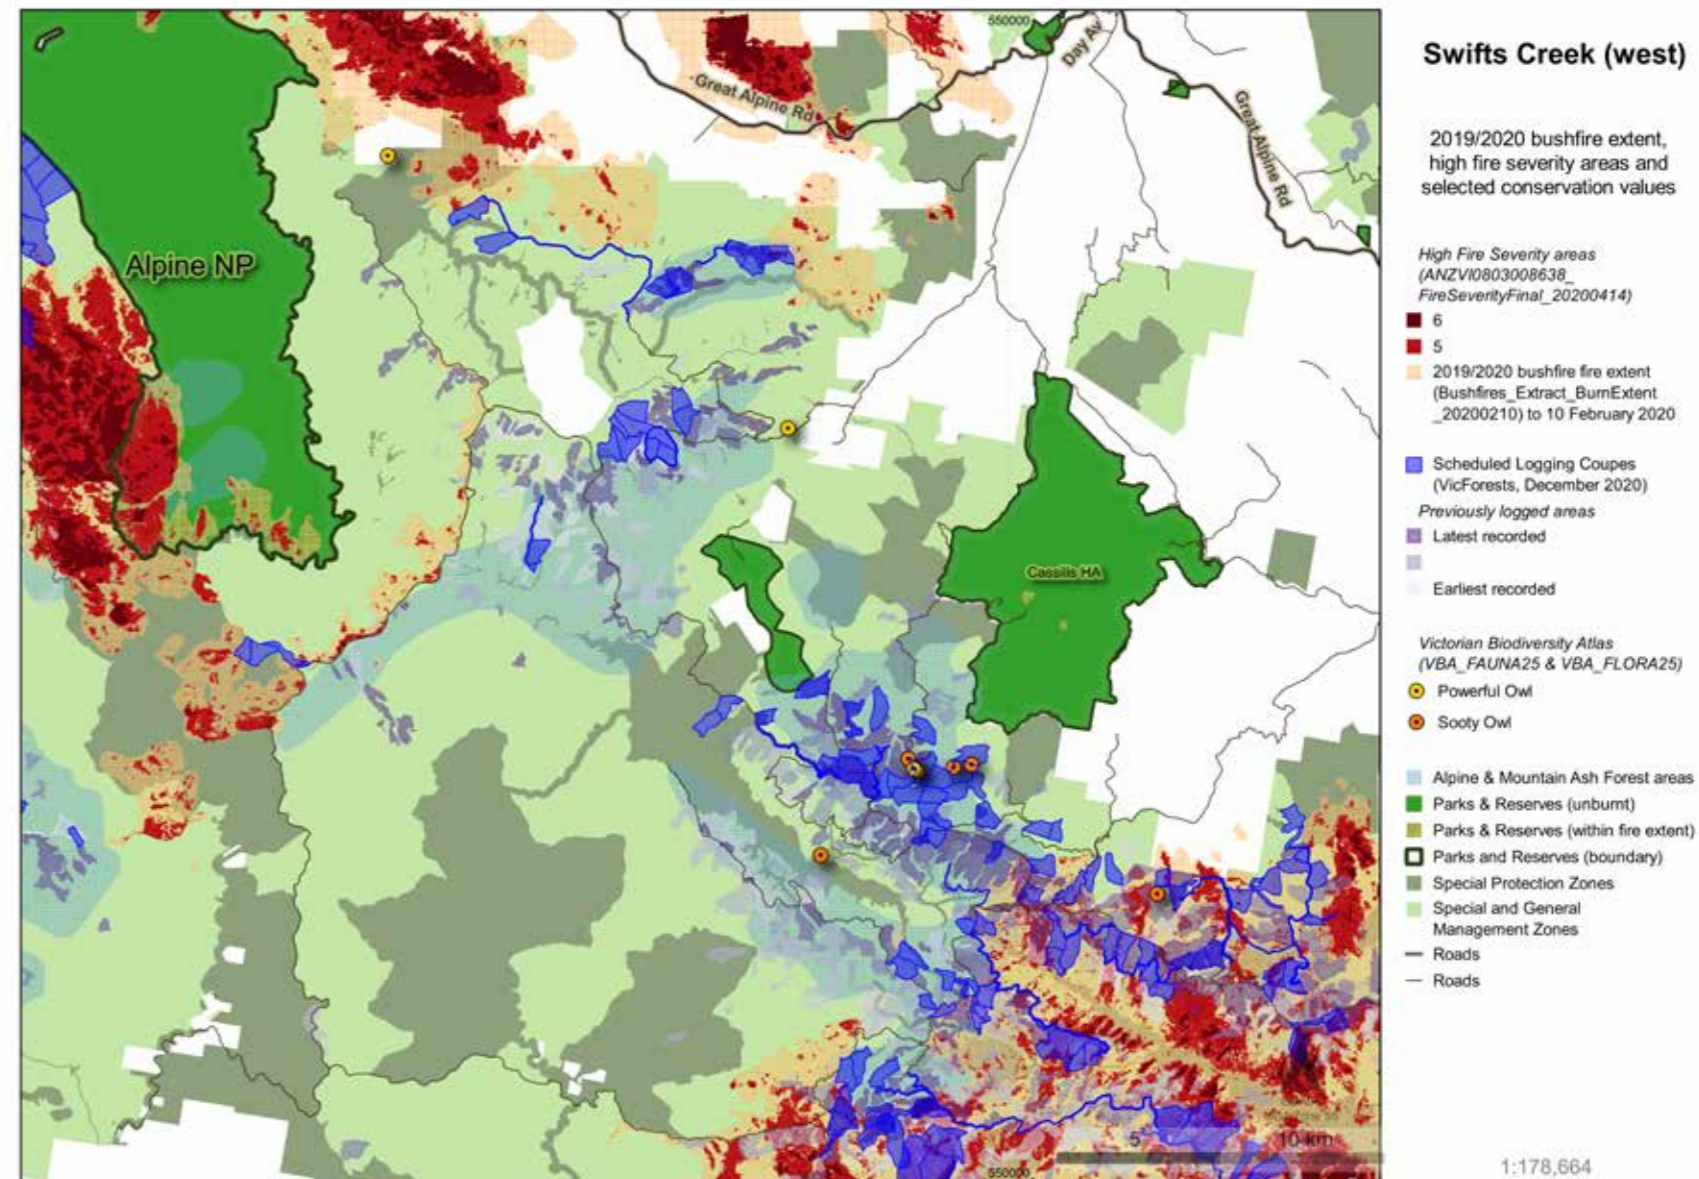 550000
Day Av
Great Alpine Rd
Great Alpine Rd
Alpine NP
Cassilis HA
5
10 km
550000
Swifts Creek (west)
2019/2020 bushfire extent,
high fire severity areas and
selected conservation values
High Fire Severity areas
(ANZVI0803008638_
FireSeverityFinal_20200414)
6
5
2019/2020 bushfire fire extent
(Bushfires_Extract_BurnExtent
_20200210) to 10 February 2020
Scheduled Logging Coupes
(VicForests, December 2020)
Previously logged areas
Latest recorded
Earliest recorded
Victorian Biodiversity Atlas
(VBA_FAUNA25 & VBA_FLORA25)
Powerful Owl
Sooty Owl
Alpine & Mountain Ash Forest areas
Parks & Reserves (unburnt)
Parks & Reserves (within fire extent)
Parks and Reserves (boundary)
Special Protection Zones
Special and General
Management Zones
Roads
Roads
1:178,664